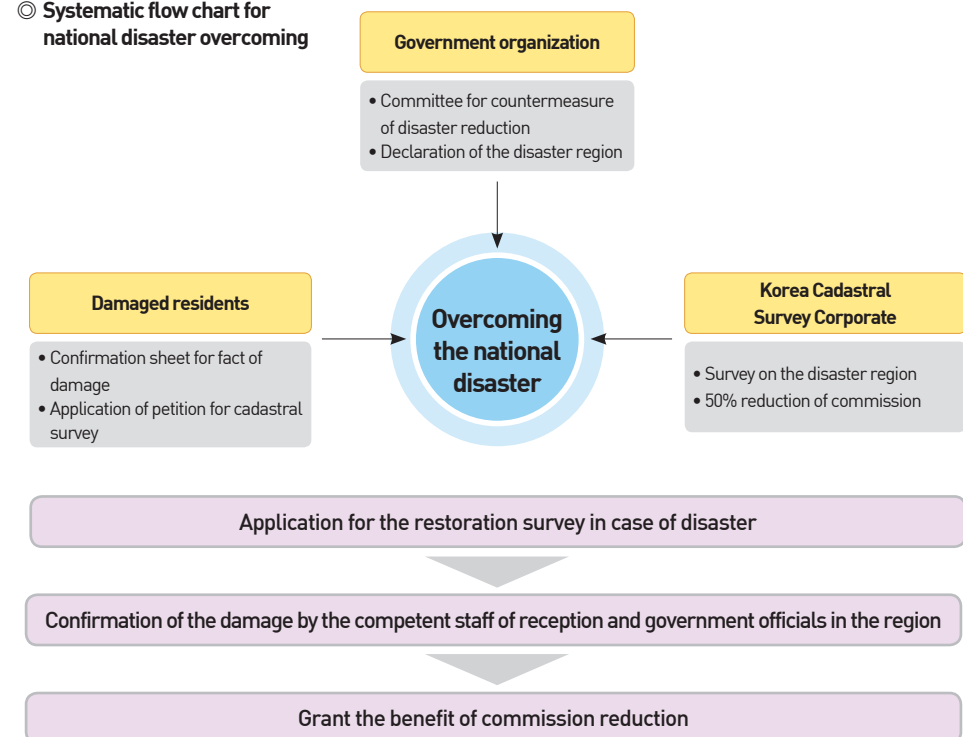 ◎ Systematic flow chart for
national disaster overcoming
Government organization
• Committee for countermeasure
of disaster reduction
• Declaration of the disaster region
Damaged residents
• Confirmation sheet for fact of
damage
• Application of petition for cadastral
survey
Overcoming
the national
disaster
Korea Cadastral
Survey Corporate
• Survey on the disaster region
• 50% reduction of commission
Application for the restoration survey in case of disaster
Confirmation of the damage by the competent staff of reception and government officials in the region
Grant the benefit of commission reduction